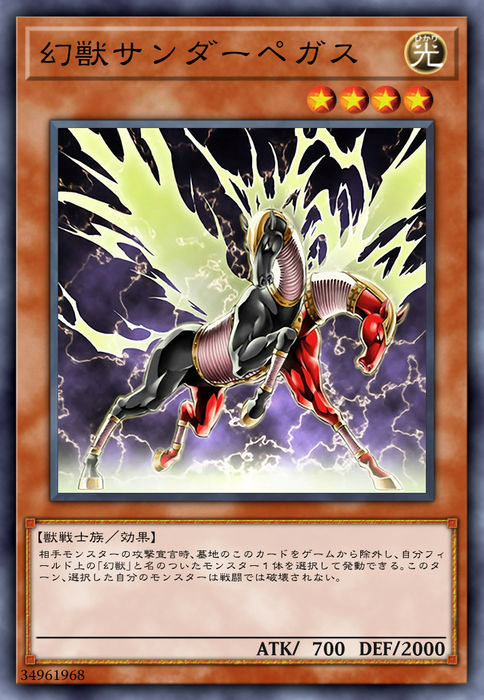 幻獣サンダーペガス
ひかり
光
【獣戦士族／効果】
相手モンスターの攻撃宣言時、墓地のこのカードをゲームから除外し、自分フィ
ールド上の「幻獣」と名のついたモンスター１体を選択して発動できる。このタ
ーン、選択した自分のモンスターは戦闘では破壊されない。
ATK/ 700 DEF/2000
34961968